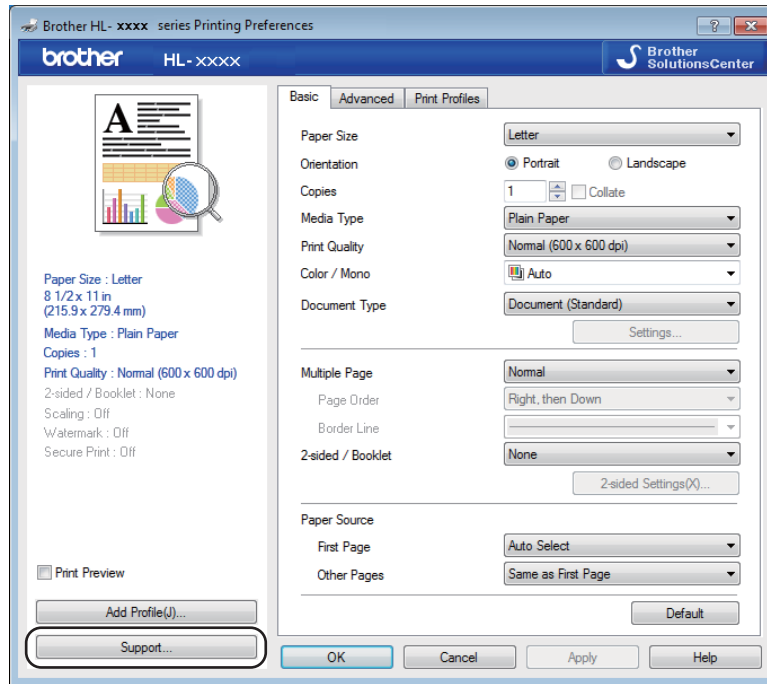 Brother HL- xxxx series Printing Preferences
brother HL-xxxx
Brother
SolutionsCenter
A
Paper Size : Letter
8 1/2 x 11 in
(215.9 x 279.4 mm)
Media Type : Plain Paper
Copies : 1
Print Quality : Normal (600 x 600 dpi)
2-sided / Booklet : None
Scaling : Off
Watermark : Off
Secure Print : Off
Print Preview
Add Profile(J)...
Support...
Basic Advanced Print Profiles
Paper Size Letter
Orientation Portrait Landscape
Copies 1 Collate
Media Type Plain Paper
Print Quality Normal (600 x 600 dpi)
Color / Mono Auto
Document Type Document (Standard)
Settings...
Multiple Page Normal
Page Order Right, then Down
Border Line
2-sided / Booklet None
2-sided Settings(X)...
Paper Source
First Page Auto Select
Other Pages Same as First Page
Default
OK Cancel Apply Help